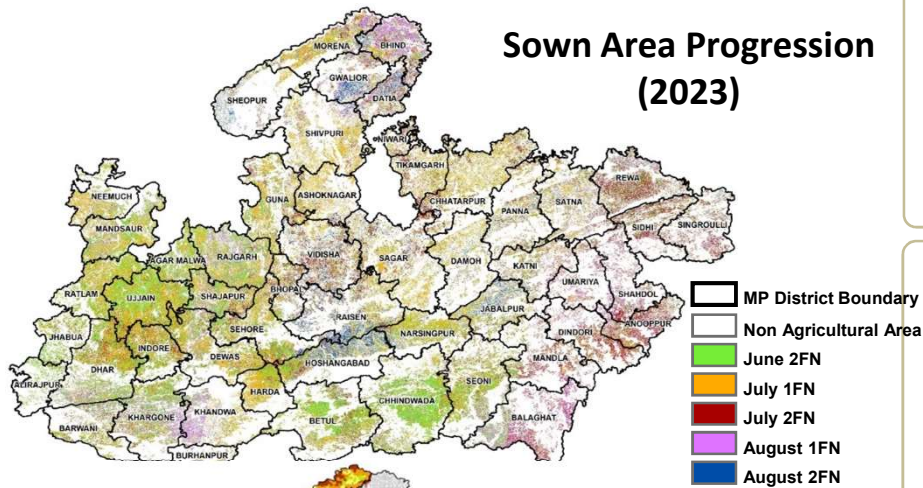 Sown Area Progression
(2023)
MORENA
BHIND
GWALIOR
SHEOPUR
DATIA
SHIVPURI
NIWARI
TIKAMGARH
REWA
NEEMUCH
GUNA
ASHOKNAGAR
CHHATARPUR
PANNA
SATNA
SIDHI
SINGROULLI
MANDSAUR
AGAR MALWA
RAJGARH
VIDISHA
SAGAR
DAMOH
KATNI
UMARIYA
SHAHDOL
RATLAM
UJJAIN
SHAJAPUR
BHOPAL
RAISEN
JABALPUR
ANOOPPUR
JHABUA
INDORE
SEHORE
NARSINGPUR
DINDORI
DHAR
DEWAS
HOSHANGABAD
MANDLA
ALIRAJPUR
HARDA
SEONI
KHARGONE
KHANDWA
BETUL
CHHINDWADA
BALAGHAT
BARWANI
BURHANPUR
MP District Boundary
Non Agricultural Area
June 2FN
July 1FN
July 2FN
August 1FN
August 2FN